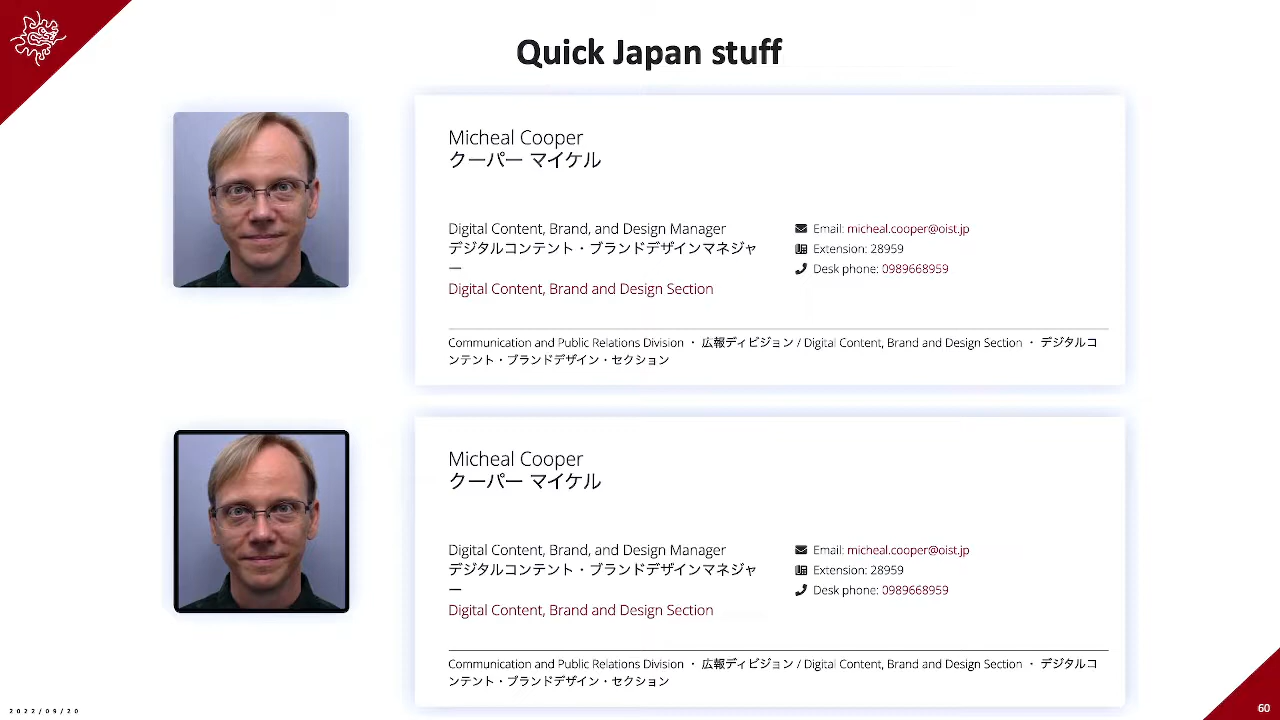 Quick Japan stuff
Micheal Cooper
クーパー マイケル
Digital Content, Brand, and Design Manager
デジタルコンテント・ブランドデザインマネジャ
ー
Digital Content, Brand and Design Section
Email: micheal.cooper@oist.jp
Extension: 28959
Desk phone: 0989668959
Communication and Public Relations Division ・ 広報ディビジョン / Digital Content, Brand and Design Section ・ デジタルコ
ンテント・ブランドデザイン・セクション
Micheal Cooper
クーパー マイケル
Digital Content, Brand, and Design Manager
デジタルコンテント・ブランドデザインマネジャ
ー
Digital Content, Brand and Design Section
Email: micheal.cooper@oist.jp
Extension: 28959
Desk phone: 0989668959
Communication and Public Relations Division ・ 広報ディビジョン / Digital Content, Brand and Design Section ・ デジタルコ
ンテント・ブランドデザイン・セクション
2022/09/20
60